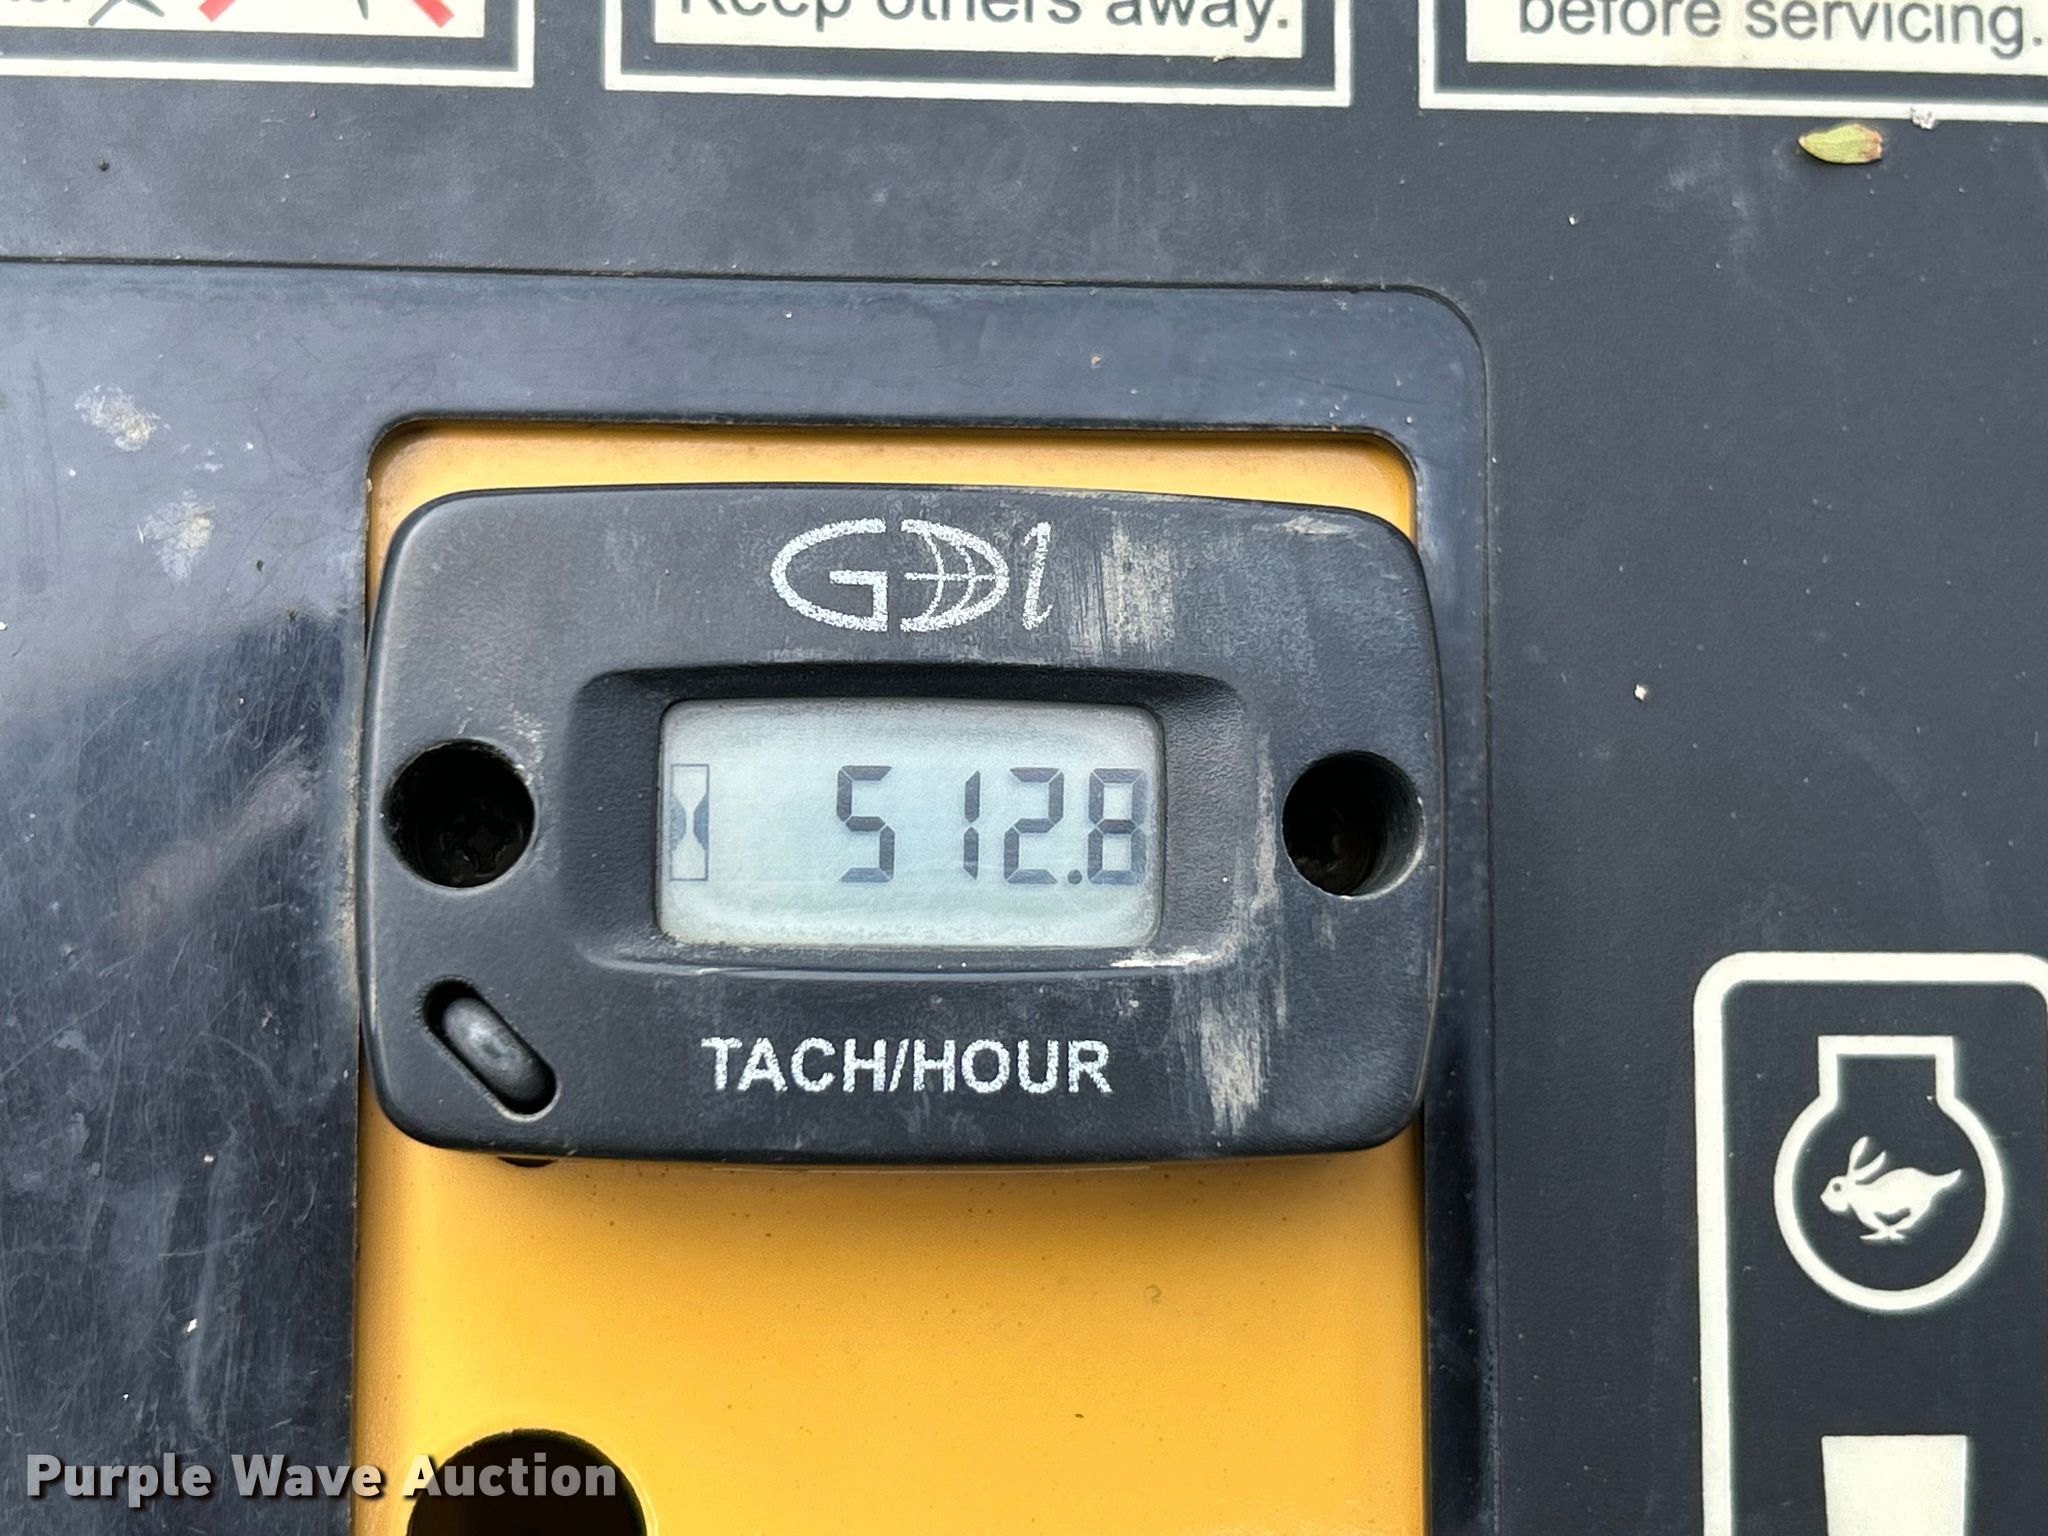 Keep others away.
before servicing.
GDI
512.8
TACH/HOUR
Purple Wave Auction